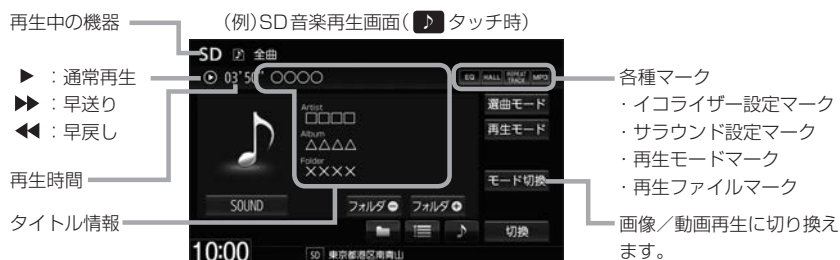 (例)SD音楽再生画面(♪タッチ時)
再生中の機器
▶ :通常再生
▶▶ :早送り
◀◀ :早戻し
再生時間
タイトル情報
SD ♪ 全曲
03'50" ○○○○
EQ HALL REPEAT TRACK MP3
Artist
□□□□
Album
△△△△
Folder
××××
選曲モード
再生モード
モード切換
SOUND
フォルダ−
フォルダ+
切換
10:00
SD 東京都港区南青山
各種マーク
・イコライザー設定マーク
・サラウンド設定マーク
・再生モードマーク
・再生ファイルマーク
画像/動画再生に切り換え
ます。